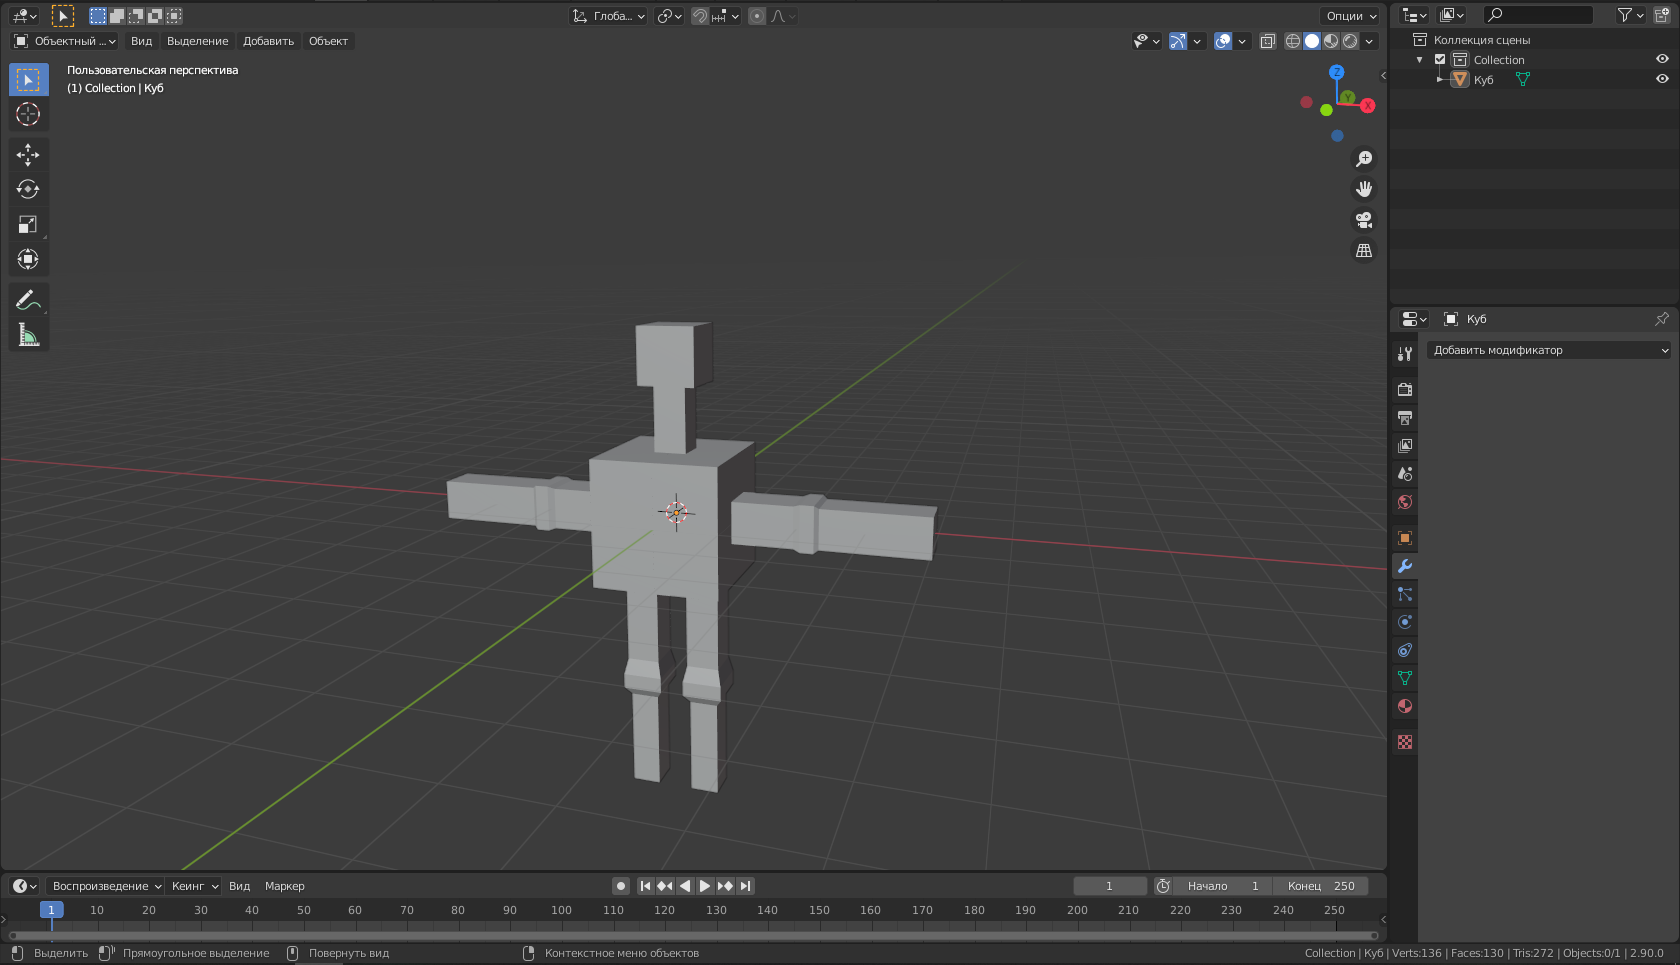 Глоба...
Опции
Объектный ...
Вид
Выделение
Добавить
Объект
Пользовательская перспектива
(1) Collection | Куб
Z
Y
X
Коллекция сцены
Collection
Куб
Куб
Добавить модификатор
Воспроизведение
Кеинг
Вид
Маркер
1
Начало 1
Конец 250
1 10 20 30 40 50 60 70 80 90 100 110 120 130 140 150 160 170 180 190 200 210 220 230 240 250
Выделить
Прямоугольное выделение
Повернуть вид
Контекстное меню объектов
Collection | Куб | Verts:136 | Faces:130 | Tris:272 | Objects:0/1 | 2.90.0